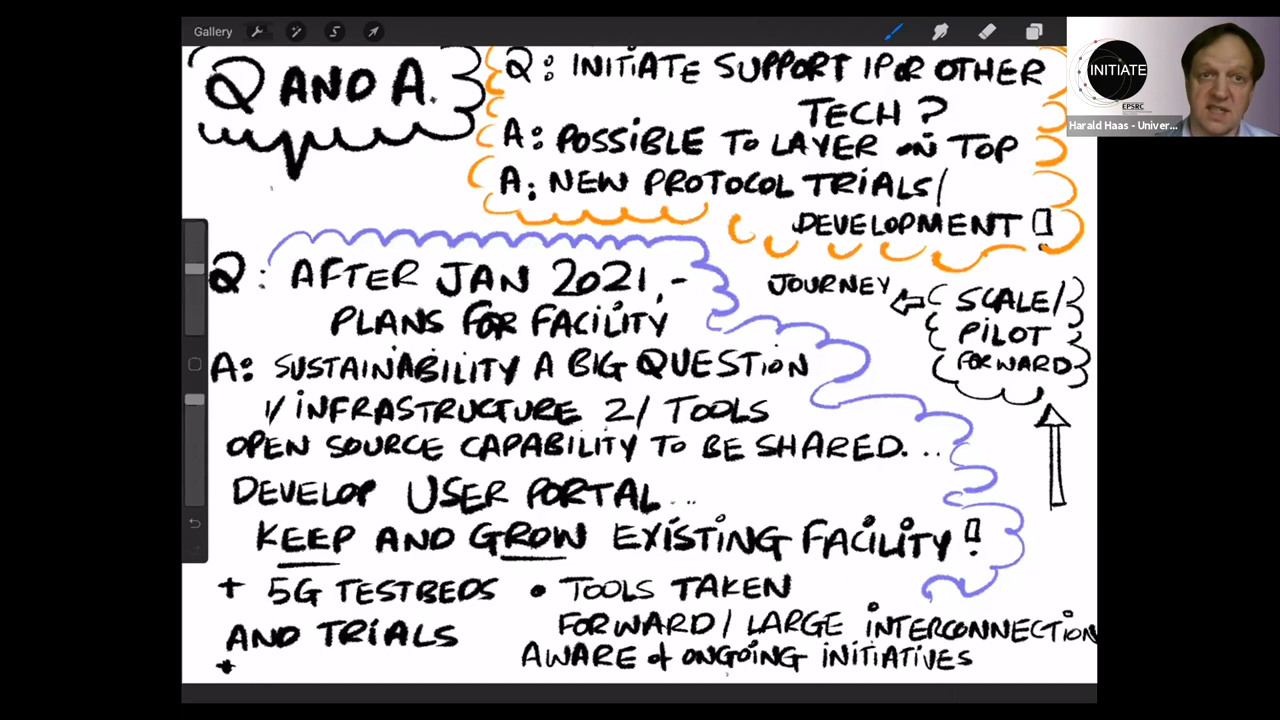 Gallery
Q AND A.
Q: INITIATE SUPPORT IP OR OTHER
TECH?
A: POSSIBLE TO LAYER ON TOP
A: NEW PROTOCOL TRIALS/
DEVELOPMENT!
Q: AFTER JAN 2021, -
PLANS FOR FACILITY
A: SUSTAINABILITY A BIG QUESTION
1/ INFRASTRUCTURE 2/ TOOLS
OPEN SOURCE CAPABILITY TO BE SHARED...
DEVELOP USER PORTAL...
KEEP AND GROW EXISTING FACILITY!
+ 5G TESTBEDS
AND TRIALS
+
• TOOLS TAKEN
FORWARD / LARGE INTERCONNECTION
AWARE of ONGOING INITIATIVES
JOURNEY
SCALE/
PILOT
FORWARD
INITIATE
EPSRC
Harald Haas - Univer...